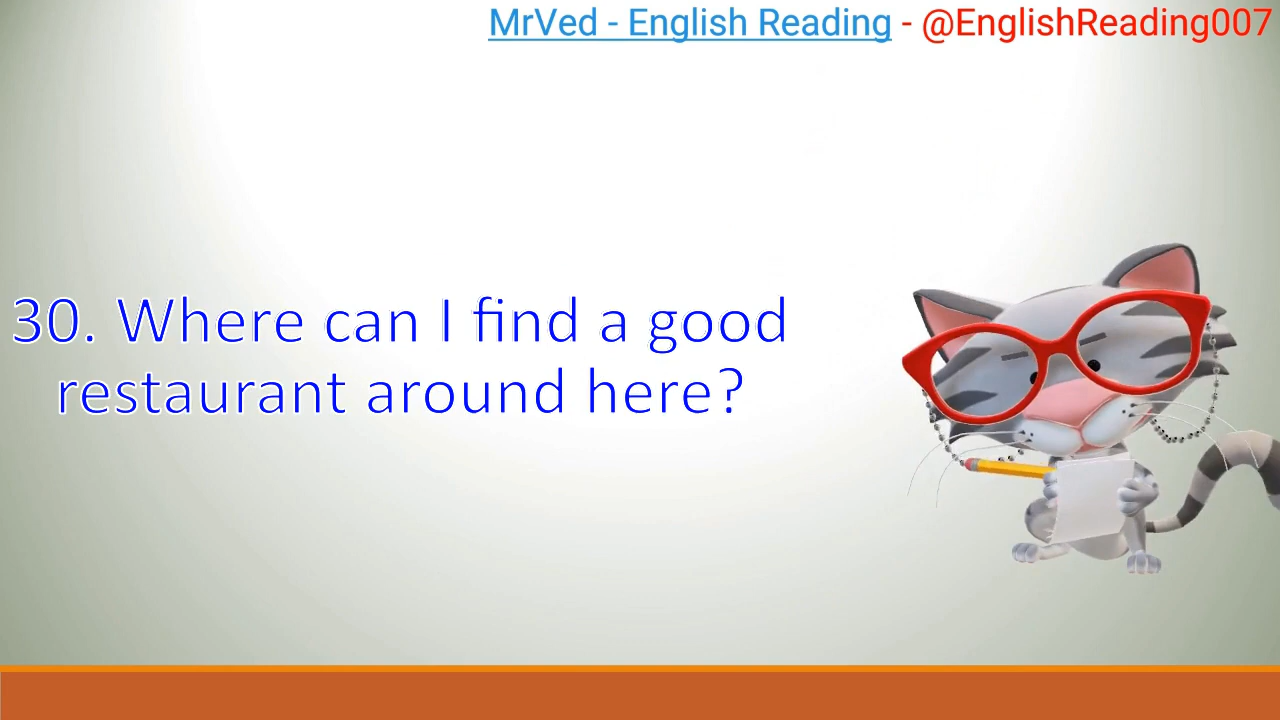 MrVed - English Reading - @EnglishReading007
30. Where can I find a good
restaurant around here?